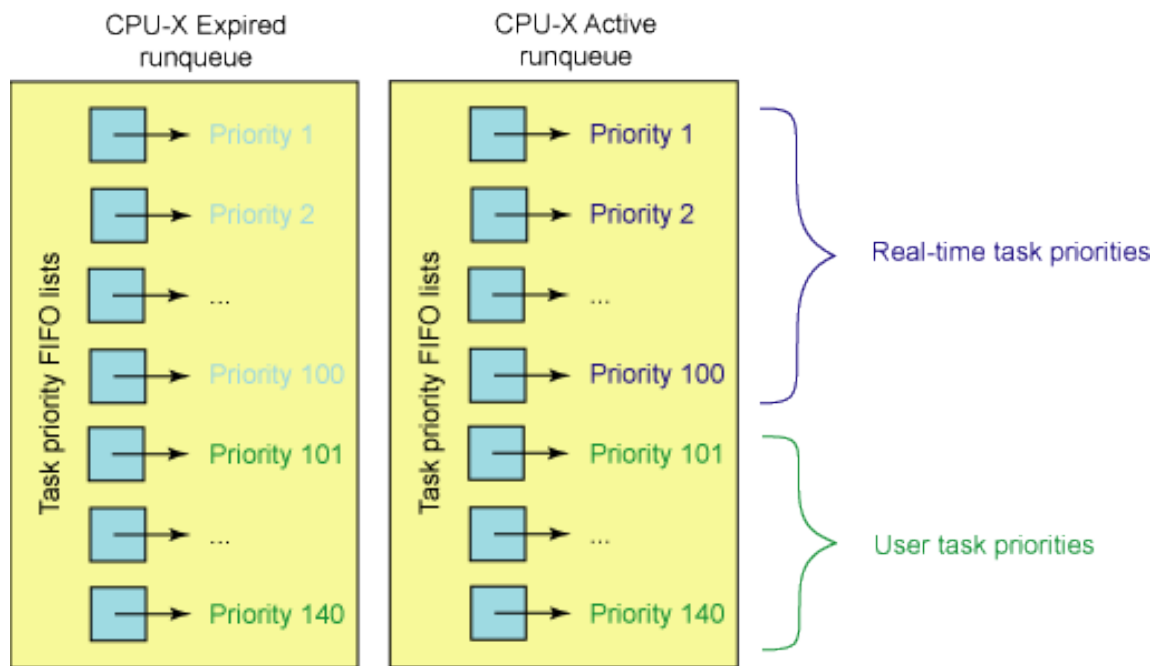 CPU-X Expired
runqueue
CPU-X Active
runqueue
Task priority FIFO lists
Priority 1
Priority 2
...
Priority 100
Priority 101
...
Priority 140
Task priority FIFO lists
Priority 1
Priority 2
...
Priority 100
Priority 101
...
Priority 140
Real-time task priorities
User task priorities